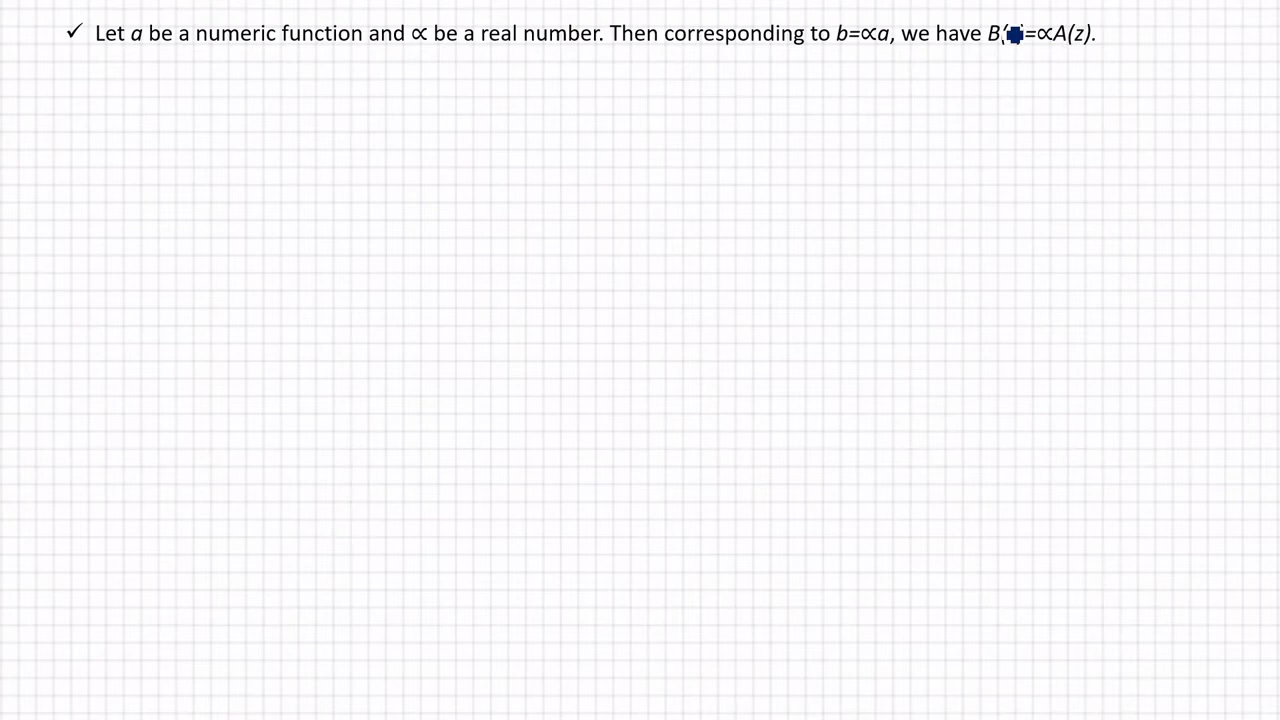 ✓ Let a be a numeric function and ∝ be a real number. Then corresponding to b=∝a, we have =∝A(z).